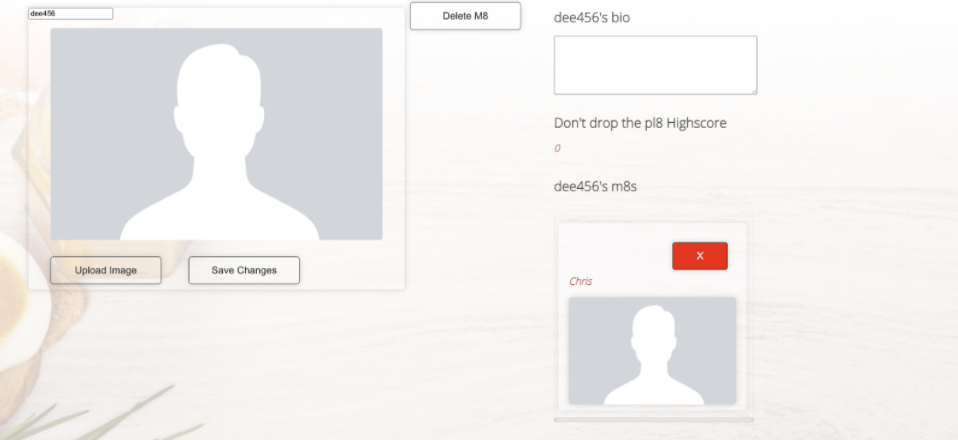 dee456
Delete M8
Upload Image
Save Changes
dee456's bio
Don't drop the pl8 Highscore
0
dee456's m8s
X
Chris